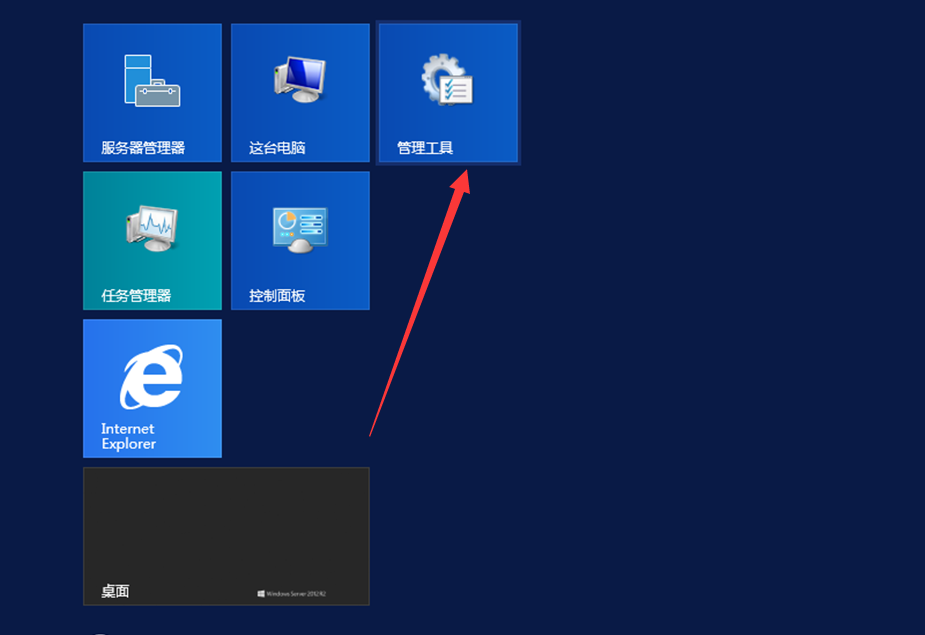 服务器管理器
这台电脑
管理工具
任务管理器
控制面板
Internet
Explorer
桌面
Windows Server 2012 R2